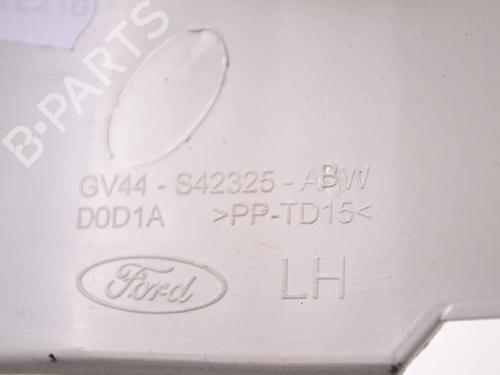 B-PARTS
GV44 - S42325 - ABW
D0D1A >PP-TD15<
Ford LH